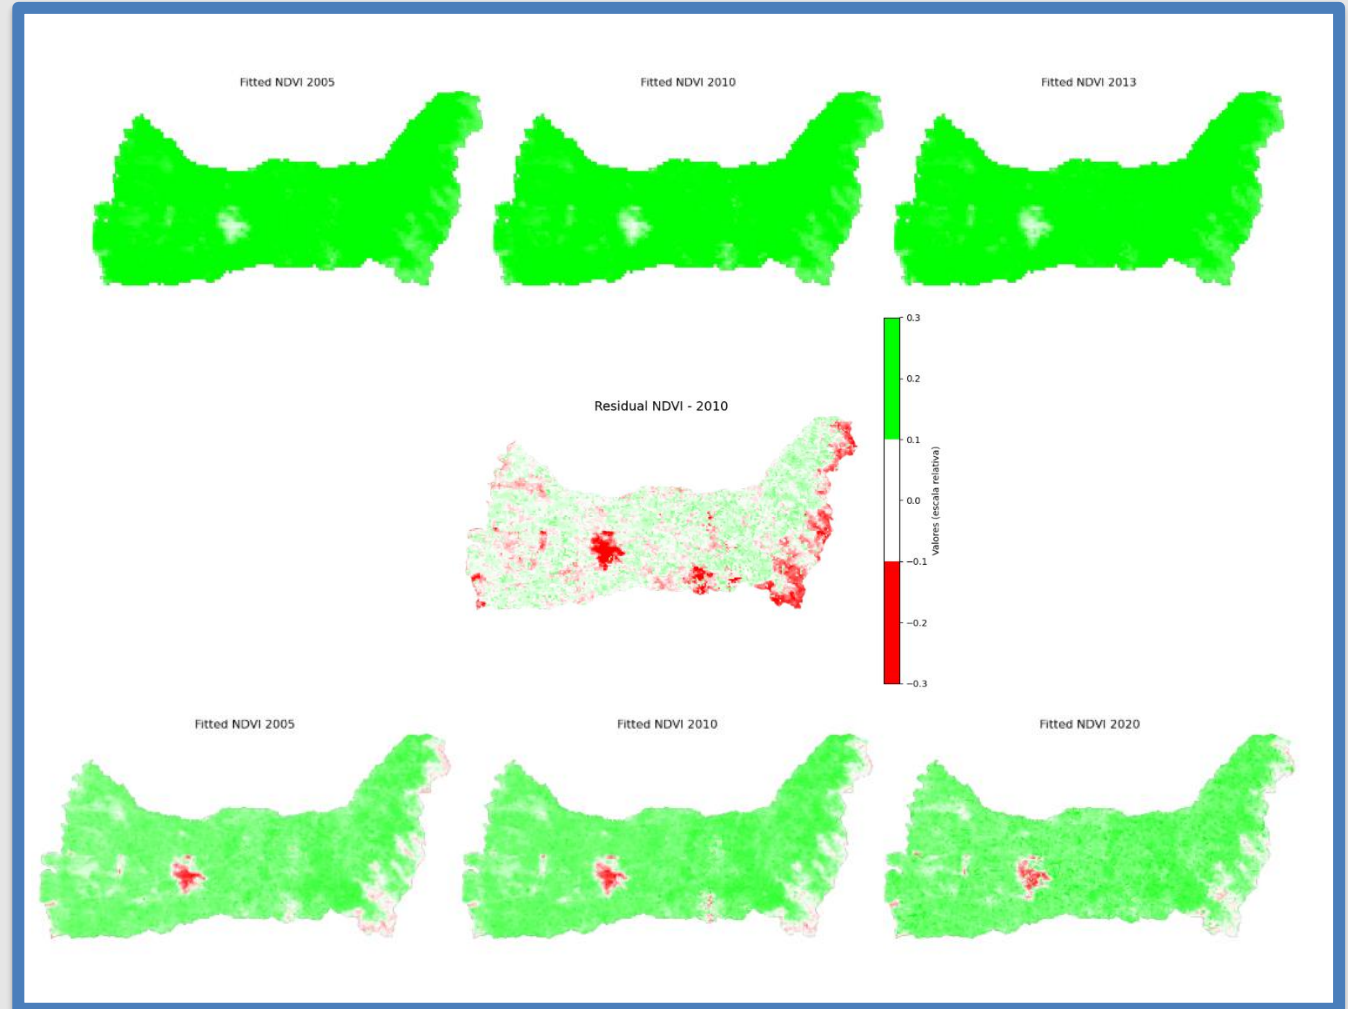 Fitted NDVI 2005
Fitted NDVI 2010
Fitted NDVI 2013
Residual NDVI - 2010
0.3
0.2
0.1
0.0
−0.1
−0.2
−0.3
Valores (escala relativa)
Fitted NDVI 2005
Fitted NDVI 2010
Fitted NDVI 2020